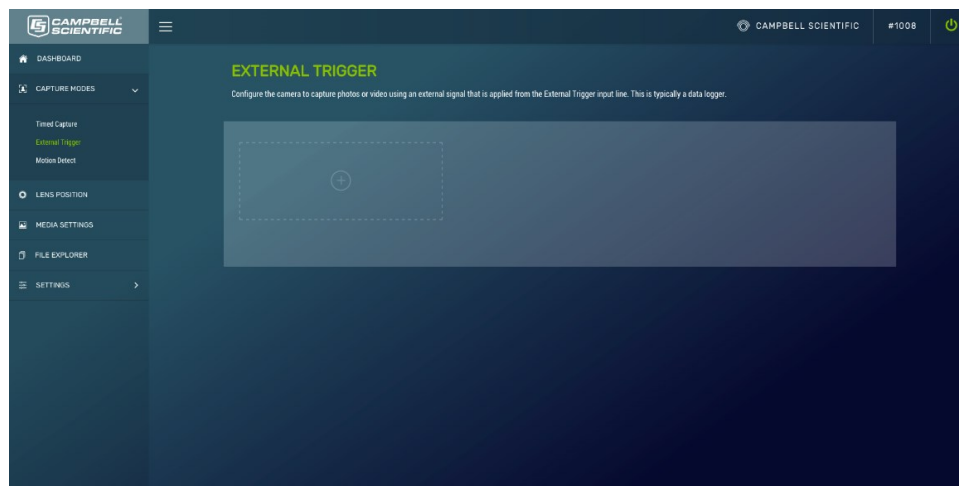 CAMPBELL
SCIENTIFIC
CAMPBELL SCIENTIFIC
#1008
DASHBOARD
CAPTURE MODES
Timed Capture
External Trigger
Motion Detect
LENS POSITION
MEDIA SETTINGS
FILE EXPLORER
SETTINGS
EXTERNAL TRIGGER
Configure the camera to capture photos or video using an external signal that is applied from the External Trigger input line. This is typically a data logger.